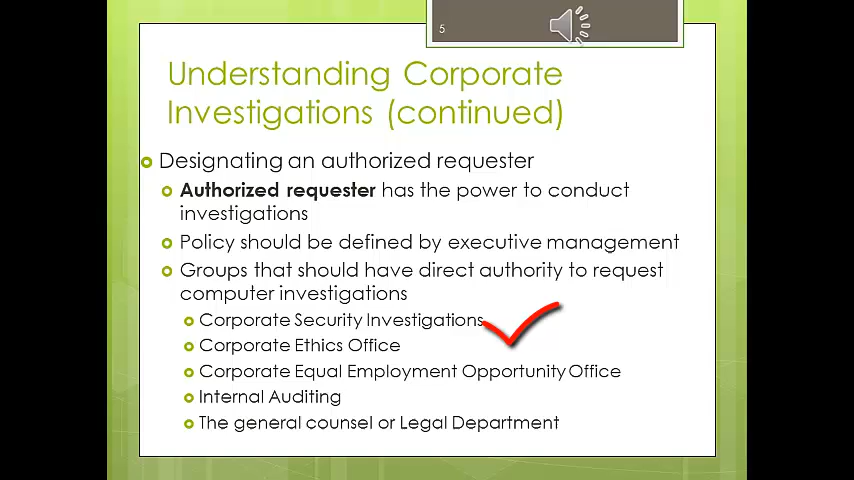 5
Understanding Corporate
Investigations (continued)
Designating an authorized requester
Authorized requester has the power to conduct
investigations
Policy should be defined by executive management
Groups that should have direct authority to request
computer investigations
Corporate Security Investigations
Corporate Ethics Office
Corporate Equal Employment Opportunity Office
Internal Auditing
The general counsel or Legal Department